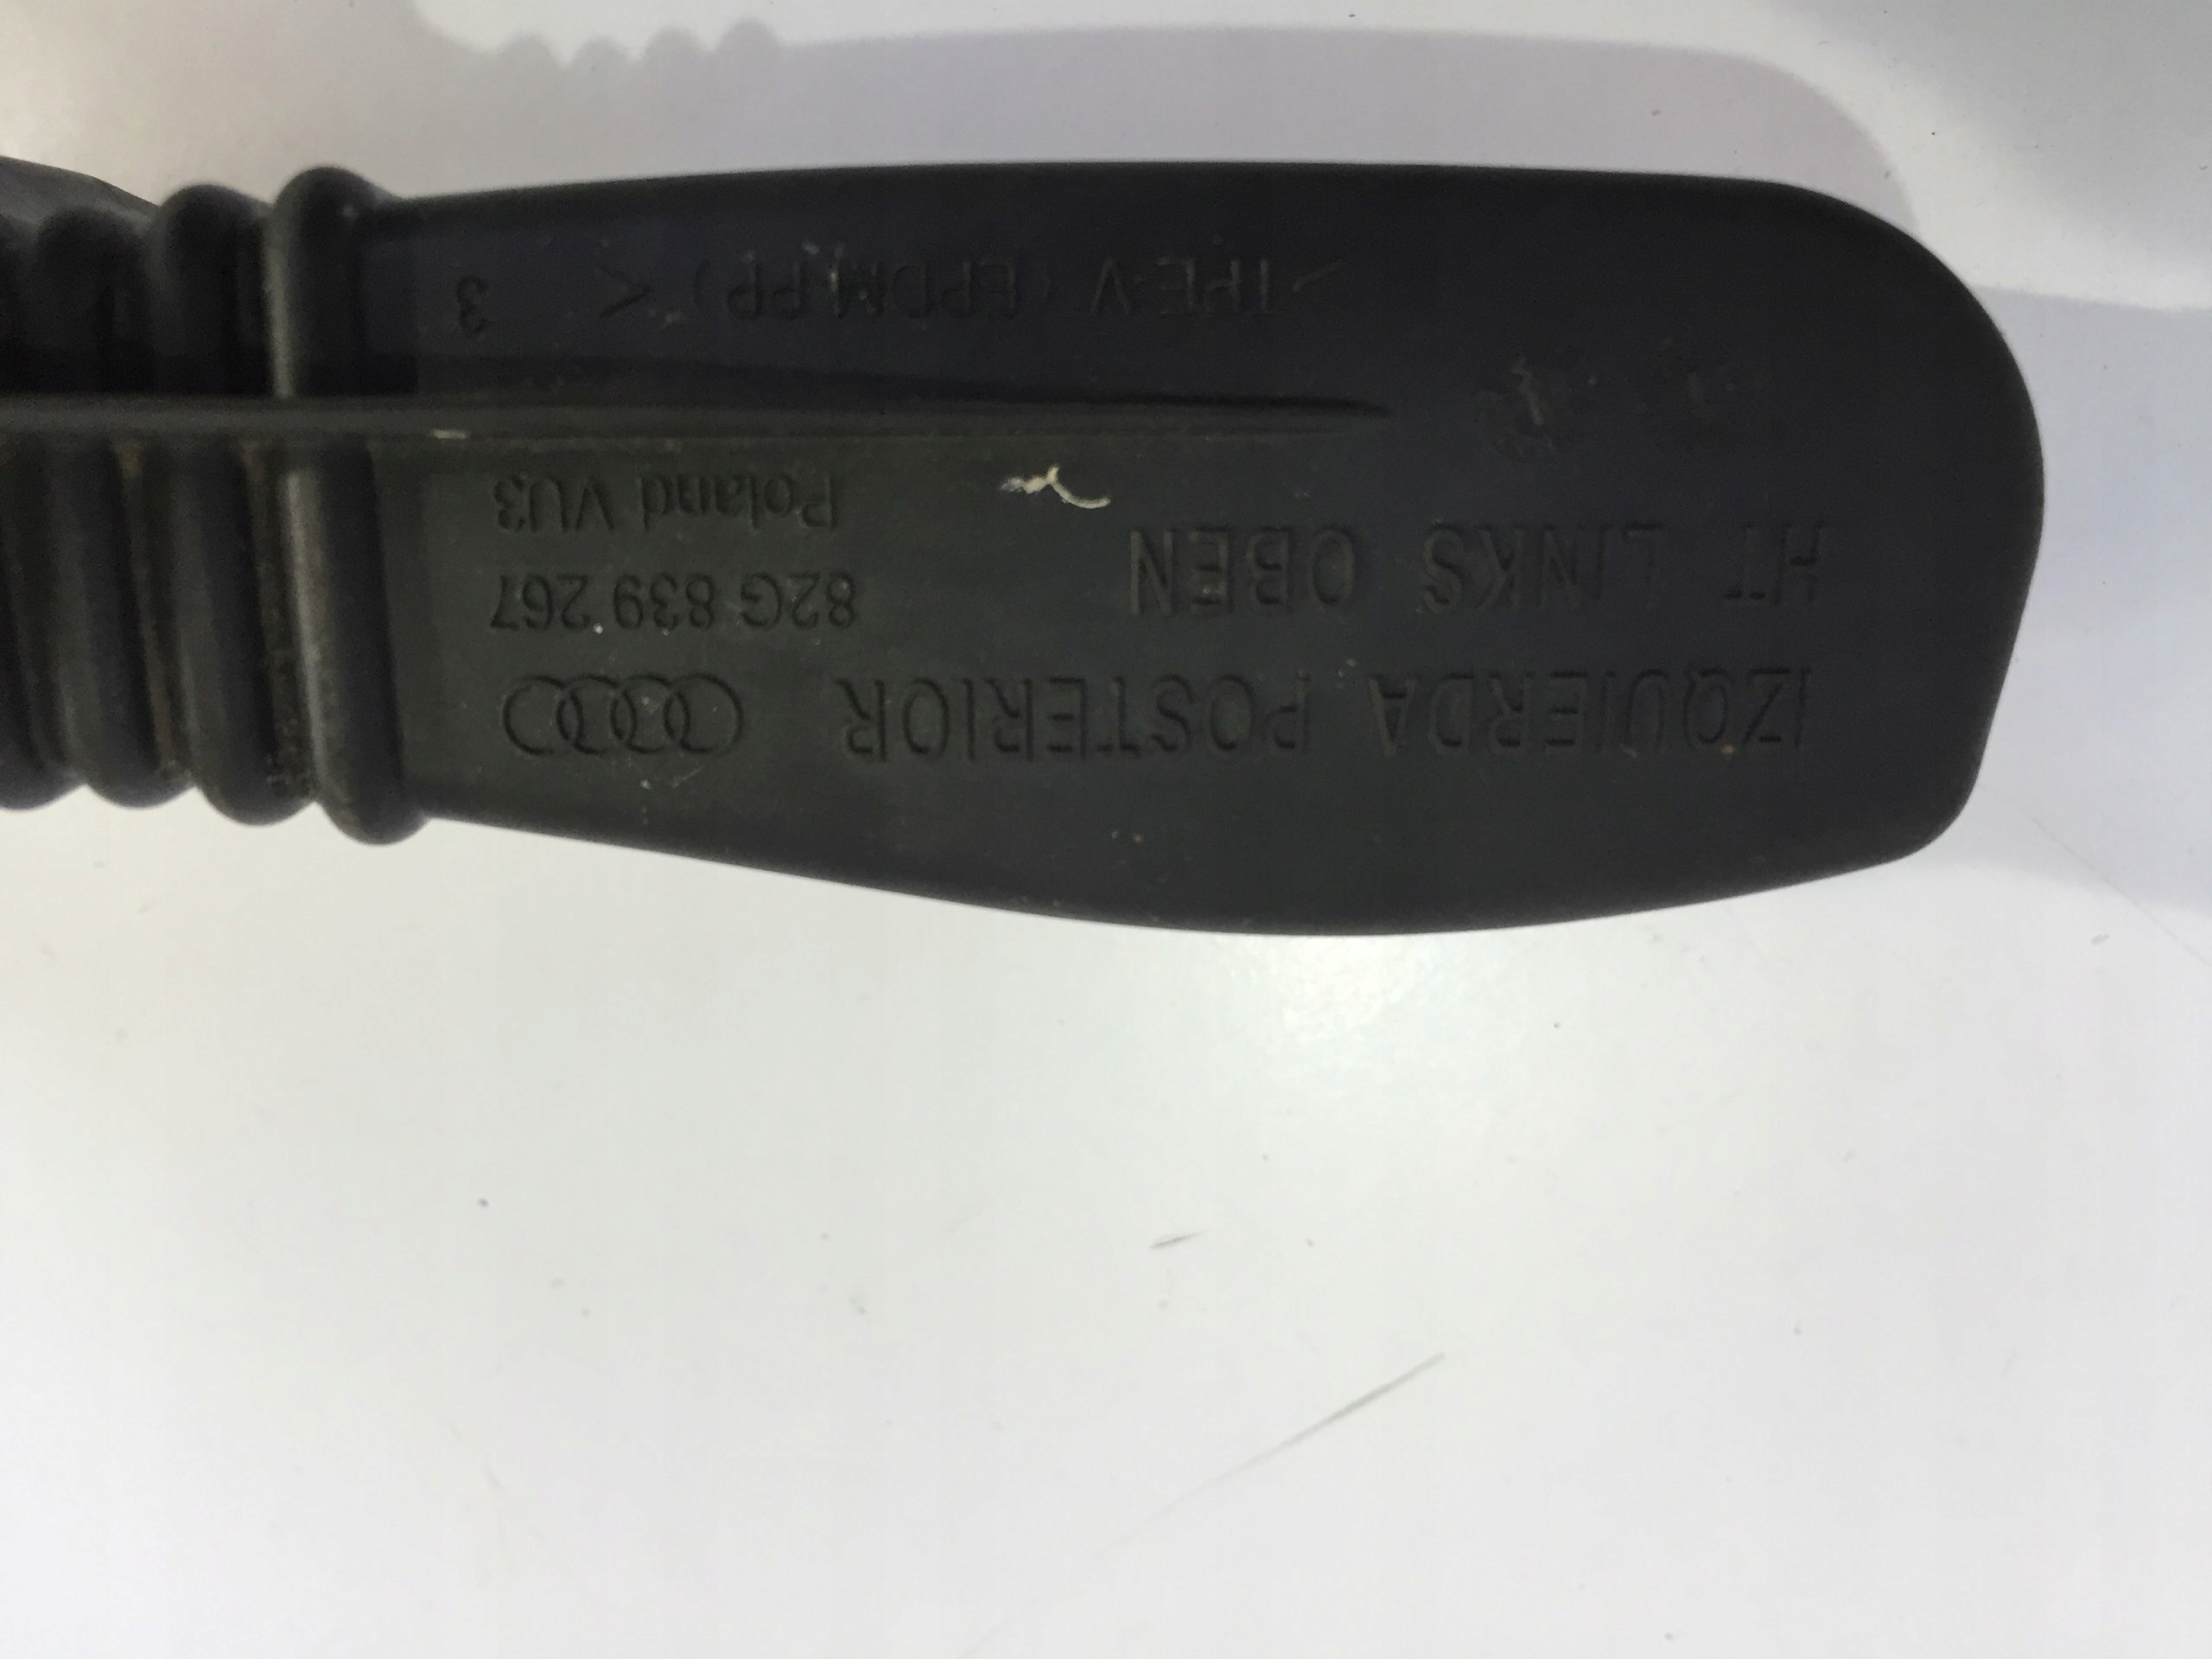 IZQUIERDA POSTERIOR
HT LINKS OBEN
82G 839 267
Poland VU3
>TPE-V (EPDM-PP)< 3